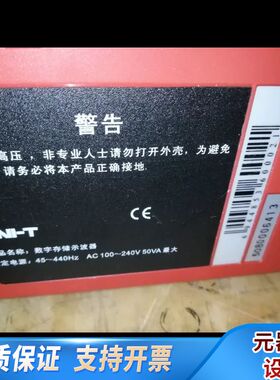 警告
高压，非专业人士请勿打开外壳，为避免
请务必将本产品正确接地.
NI-T
CE
品名称：数字存储示波器
定电源：45～440Hz AC 100～240V 50VA 最大
质保证 支持开票
元器
设